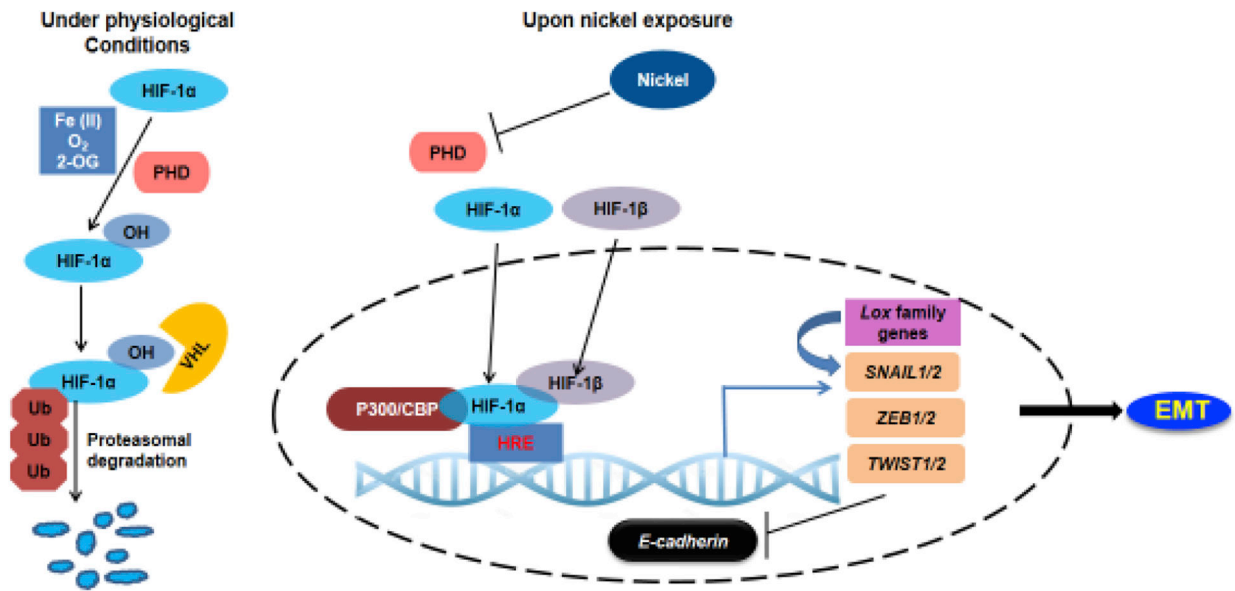 Under physiological
Conditions
HIF-1α
Fe (II)
O₂
2-OG
PHD
OH
HIF-1α
OH
VHL
HIF-1α
Ub
Ub
Ub
Proteasomal
degradation
Upon nickel exposure
Nickel
PHD
HIF-1α
HIF-1β
P300/CBP
HIF-1α
HIF-1β
HRE
Lox family
genes
SNAIL1/2
ZEB1/2
TWIST1/2
E-cadherin
EMT